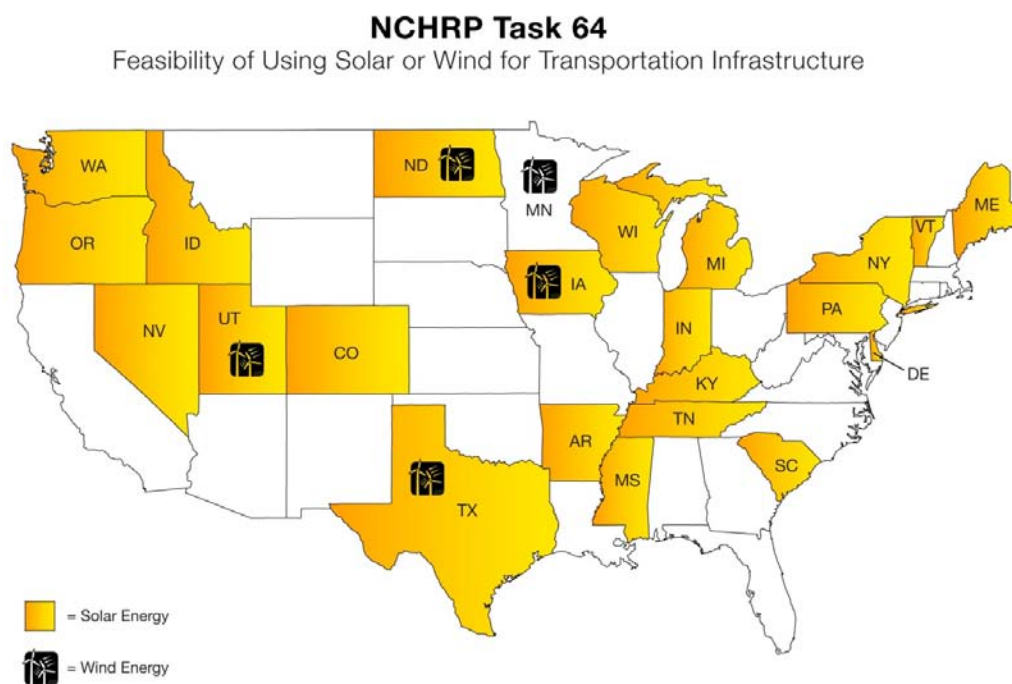 NCHRP Task 64
Feasibility of Using Solar or Wind for Transportation Infrastructure
WA
ND
MN
ME
OR
ID
WI
VT
MI
NY
IA
NV
UT
CO
IN
PA
DE
KY
TN
AR
SC
MS
TX
= Solar Energy
= Wind Energy